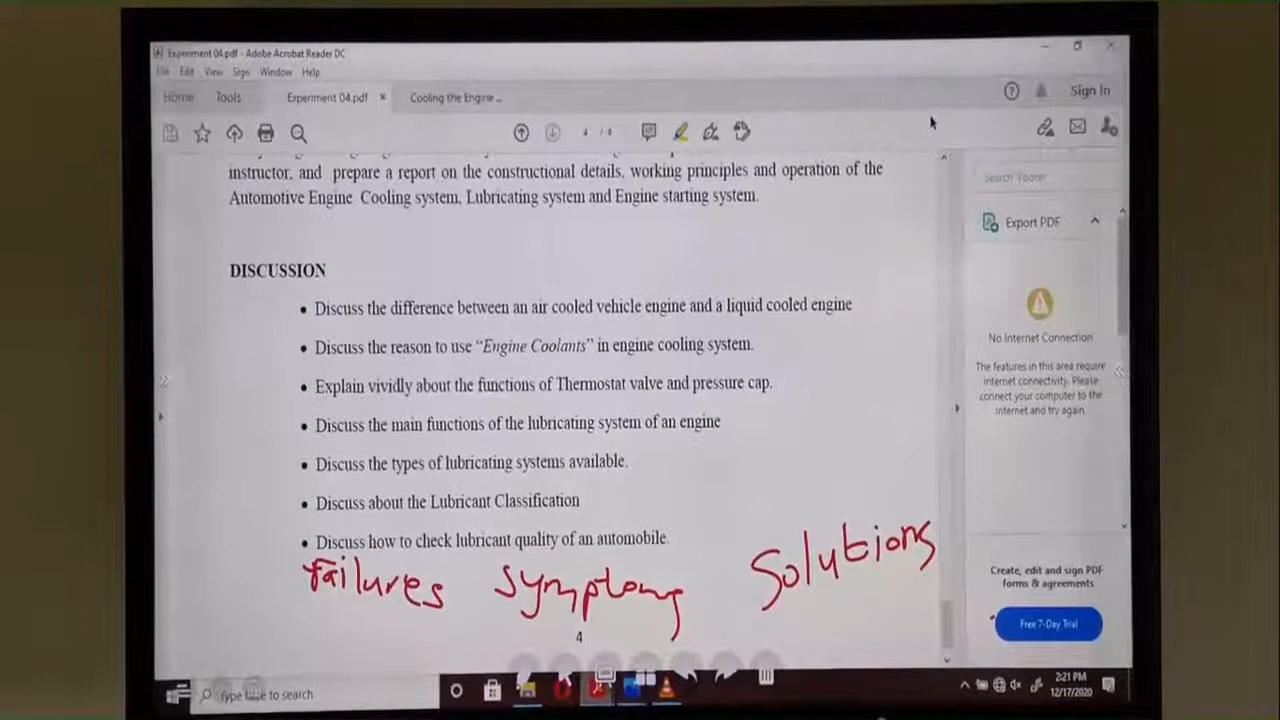 Experiment 04.pdf - Adobe Acrobat Reader DC
File Edit View Sign Window Help
Home Tools Experiment 04.pdf × Cooling the Engine ... Sign In
4 / 4
instructor, and prepare a report on the constructional details, working principles and operation of the
Automotive Engine Cooling system, Lubricating system and Engine starting system.
Export PDF
DISCUSSION
• Discuss the difference between an air cooled vehicle engine and a liquid cooled engine
• Discuss the reason to use “Engine Coolants” in engine cooling system.
• Explain vividly about the functions of Thermostat valve and pressure cap.
• Discuss the main functions of the lubricating system of an engine
• Discuss the types of lubricating systems available.
• Discuss about the Lubricant Classification
• Discuss how to check lubricant quality of an automobile.
failures symptoms Solutions
4
No Internet Connection
The features in this area require
internet connectivity. Please
connect your computer to the
internet and try again.
Create, edit and sign PDF
forms & agreements
Free 7-Day Trial
Type here to search
2:21 PM
12/17/2020